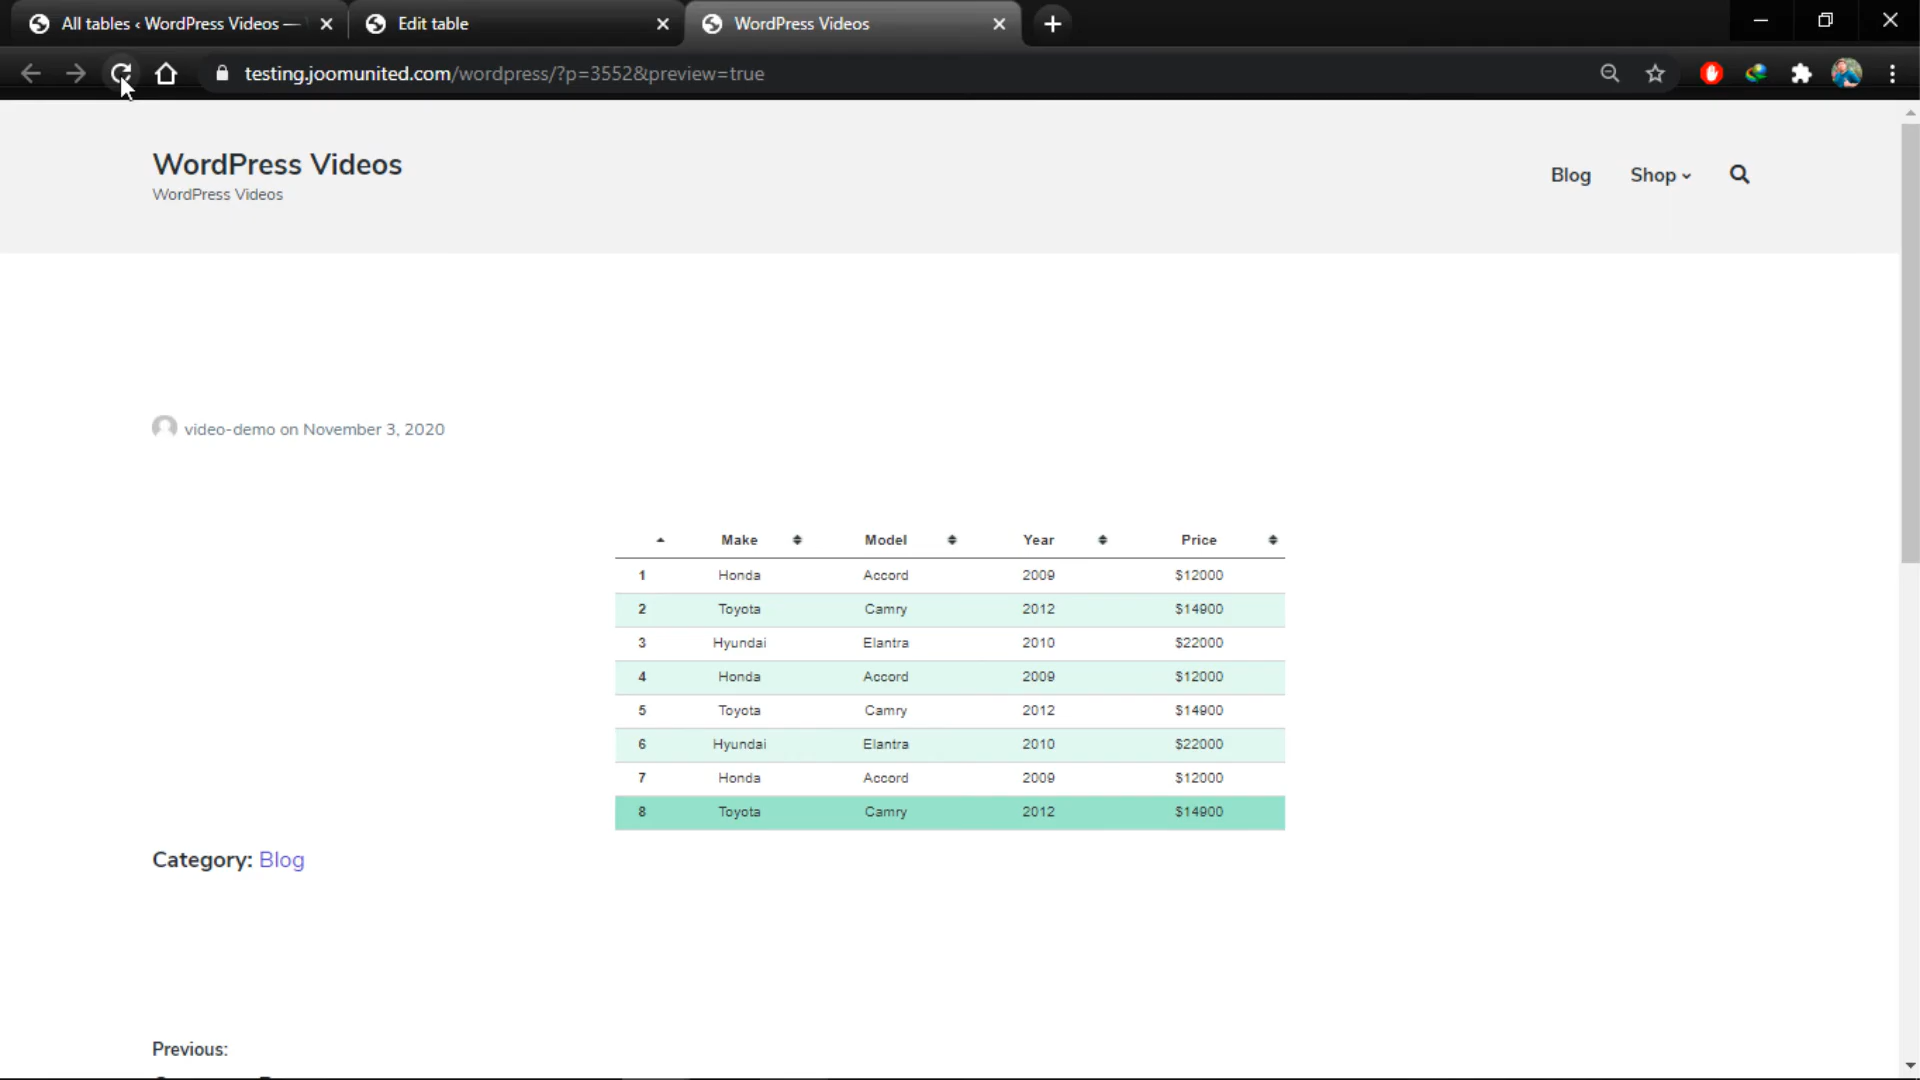 All tables ‹ WordPress Videos —
Edit table
WordPress Videos
testing.joomunited.com/wordpress/?p=3552&preview=true
WordPress Videos
WordPress Videos
Blog
Shop
video-demo on November 3, 2020
Make Model Year Price
1 Honda Accord 2009 $12000
2 Toyota Camry 2012 $14900
3 Hyundai Elantra 2010 $22000
4 Honda Accord 2009 $12000
5 Toyota Camry 2012 $14900
6 Hyundai Elantra 2010 $22000
7 Honda Accord 2009 $12000
8 Toyota Camry 2012 $14900
Category: Blog
Previous: